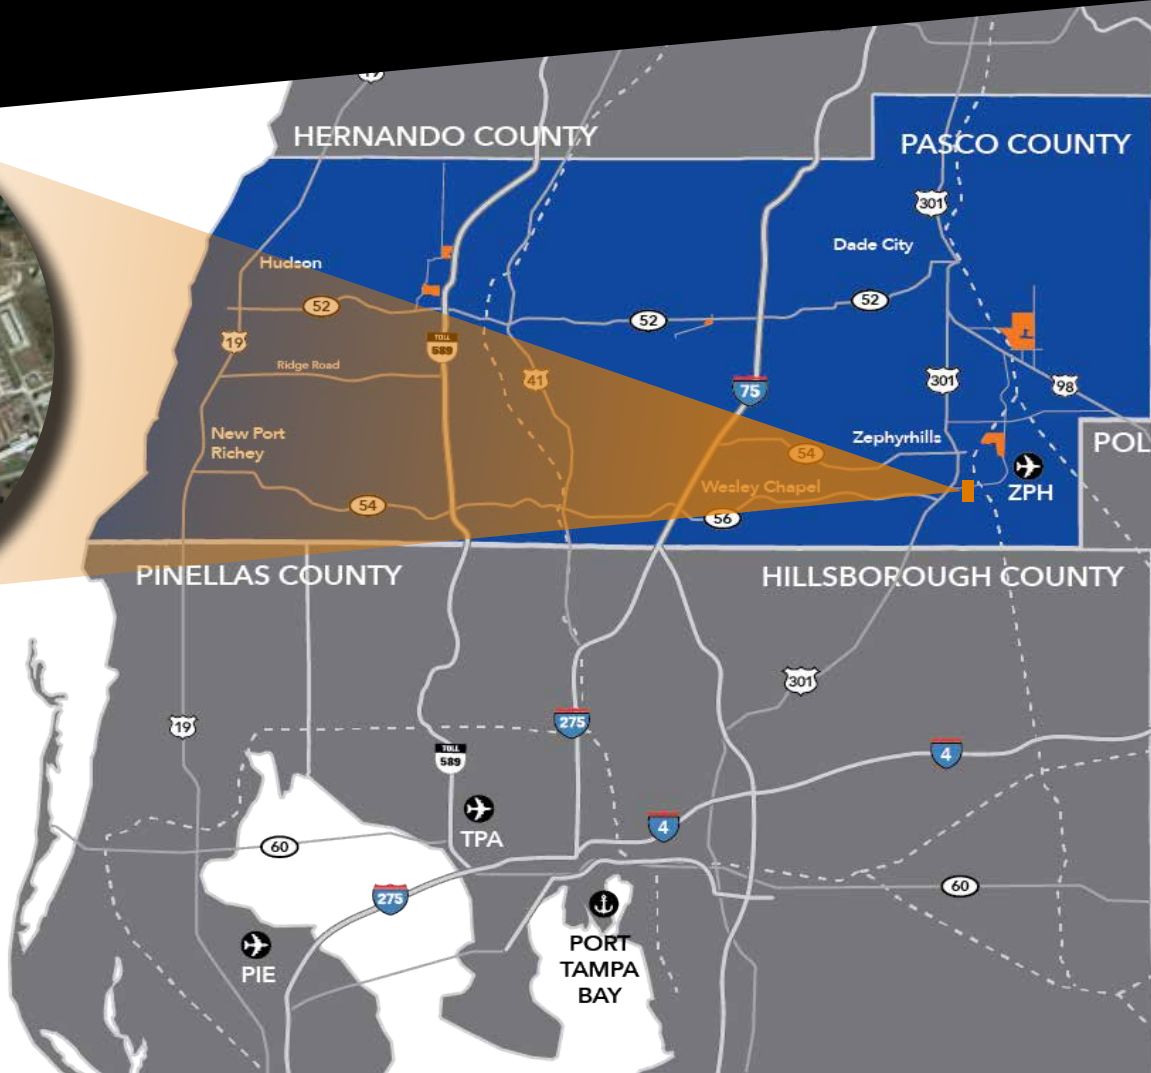 HERNANDO COUNTY
PASCO COUNTY
301
Dade City
Hudson
52
52
52
19
TOLL
589
Ridge Road
41
75
301
98
New Port
Richey
Zephyrhills
54
POL
Wesley Chapel
ZPH
54
56
PINELLAS COUNTY
HILLSBOROUGH COUNTY
301
19
275
TOLL
589
4
TPA
4
60
60
275
PORT
TAMPA
BAY
PIE